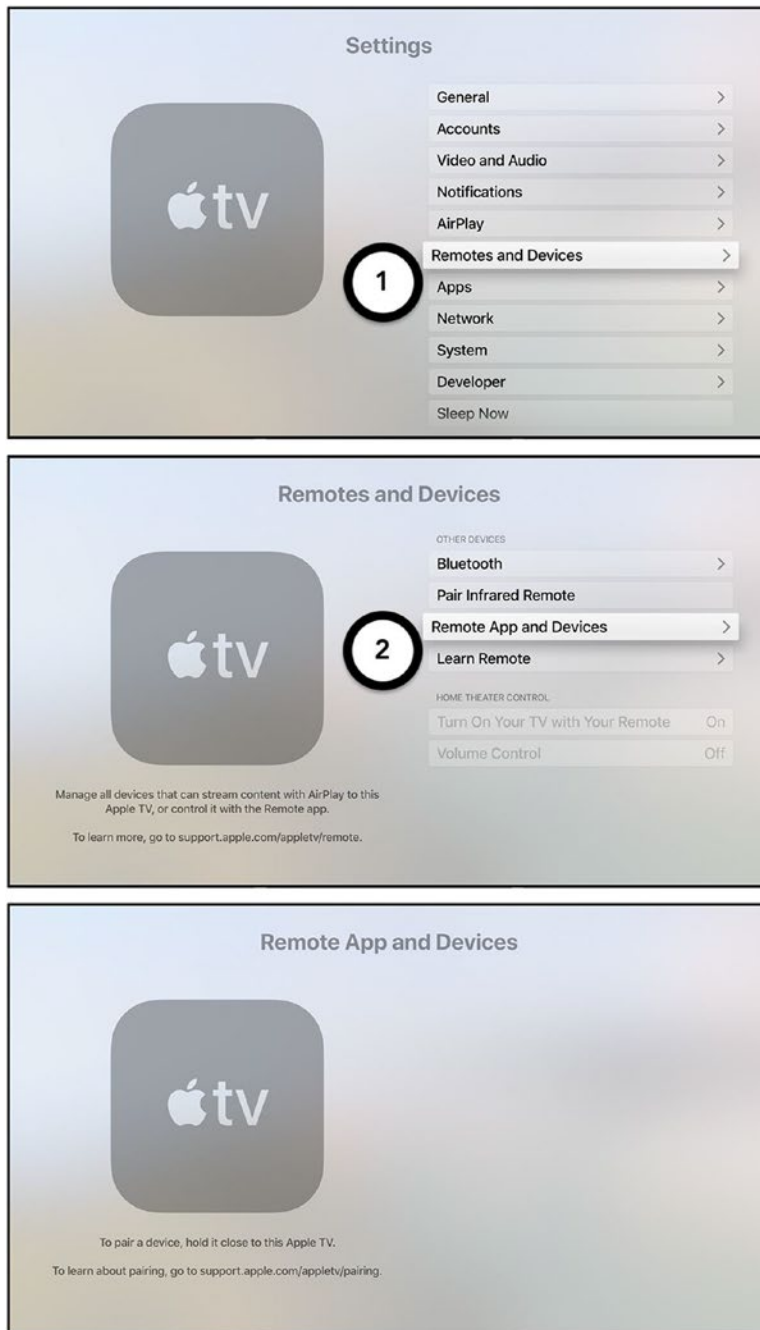 Settings
tv
General
Accounts
Video and Audio
Notifications
AirPlay
Remotes and Devices
1
Apps
Network
System
Developer
Sleep Now
Remotes and Devices
tv
OTHER DEVICES
Bluetooth
Pair Infrared Remote
Remote App and Devices
2
Learn Remote
HOME THEATER CONTROL
Turn On Your TV with Your Remote On
Volume Control Off
Manage all devices that can stream content with AirPlay to this
Apple TV, or control it with the Remote app.
To learn more, go to support.apple.com/appletv/remote.
Remote App and Devices
tv
To pair a device, hold it close to this Apple TV.
To learn about pairing, go to support.apple.com/appletv/pairing.